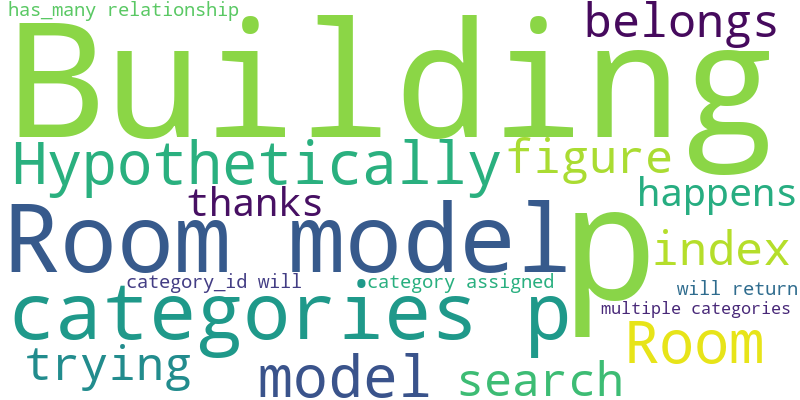 has_many relationship
belongs
Building
Hypothetically
figure
happens
thanks
Room model
p
index
category_id will
category assigned
will return
categories p
multiple categories
Room
trying
model
search